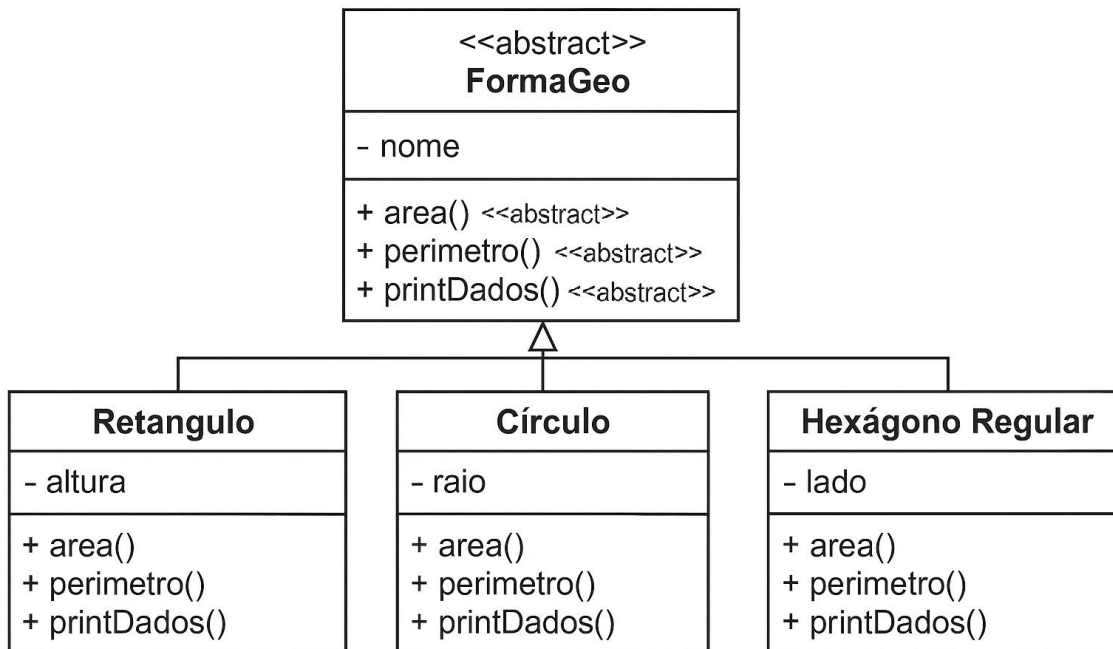 <<abstract>>
FormaGeo
- nome
+ area() <<abstract>>
+ perimetro() <<abstract>>
+ printDados() <<abstract>>
Retangulo
- altura
+ area()
+ perimetro()
+ printDados()
Círculo
- raio
+ area()
+ perimetro()
+ printDados()
Hexágono Regular
- lado
+ area()
+ perimetro()
+ printDados()